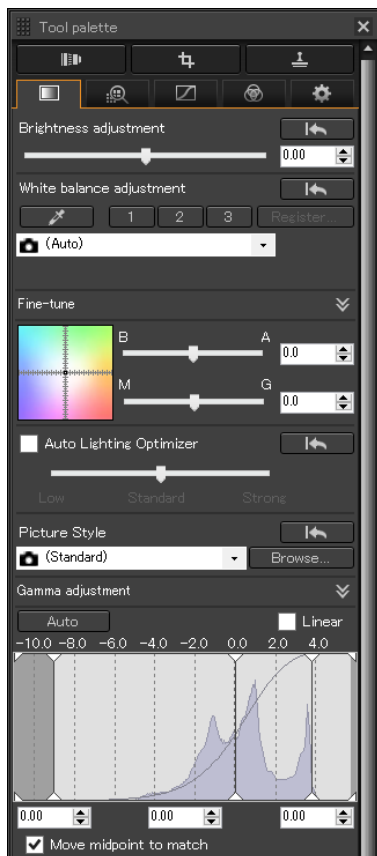 Tool palette
Brightness adjustment
0.00
White balance adjustment
1 2 3 Register...
(Auto)
Fine-tune
B A
0.0
M G
0.0
Auto Lighting Optimizer
Low Standard Strong
Picture Style
(Standard) Browse...
Gamma adjustment
Auto Linear
-10.0 -8.0 -6.0 -4.0 -2.0 0.0 2.0 4.0
0.00 0.00 0.00
Move midpoint to match